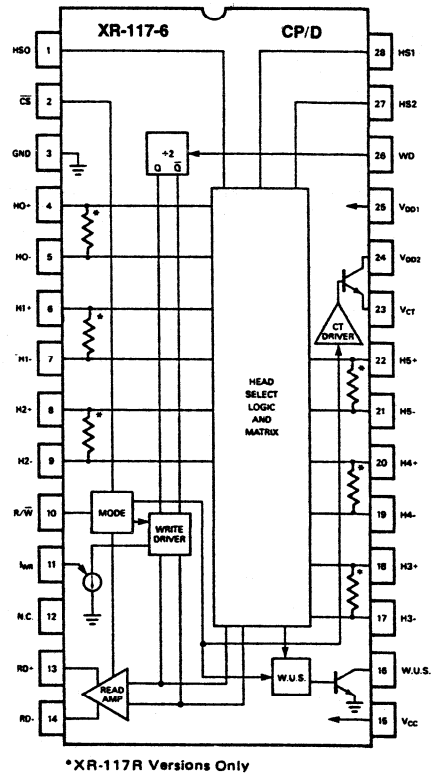 XR-117-6 CP/D
HS0 1
28 HS1
C̅S̅ 2
27 HS2
GND 3
÷2
Q Q̅
26 WD
H0+ 4
*
25 VDD1
H0- 5
24 VDD2
H1+ 6
*
23 VCT
CT DRIVER
H1- 7
22 H5+
*
HEAD
SELECT
LOGIC
AND
MATRIX
H2+ 8
*
21 H5-
H2- 9
20 H4+
*
R/W̅ 10
MODE
19 H4-
WRITE
DRIVER
IWR 11
18 H3+
*
N.C. 12
17 H3-
RD+ 13
READ
AMP
W.U.S.
16 W.U.S.
RD- 14
15 VCC
*XR-117R Versions Only